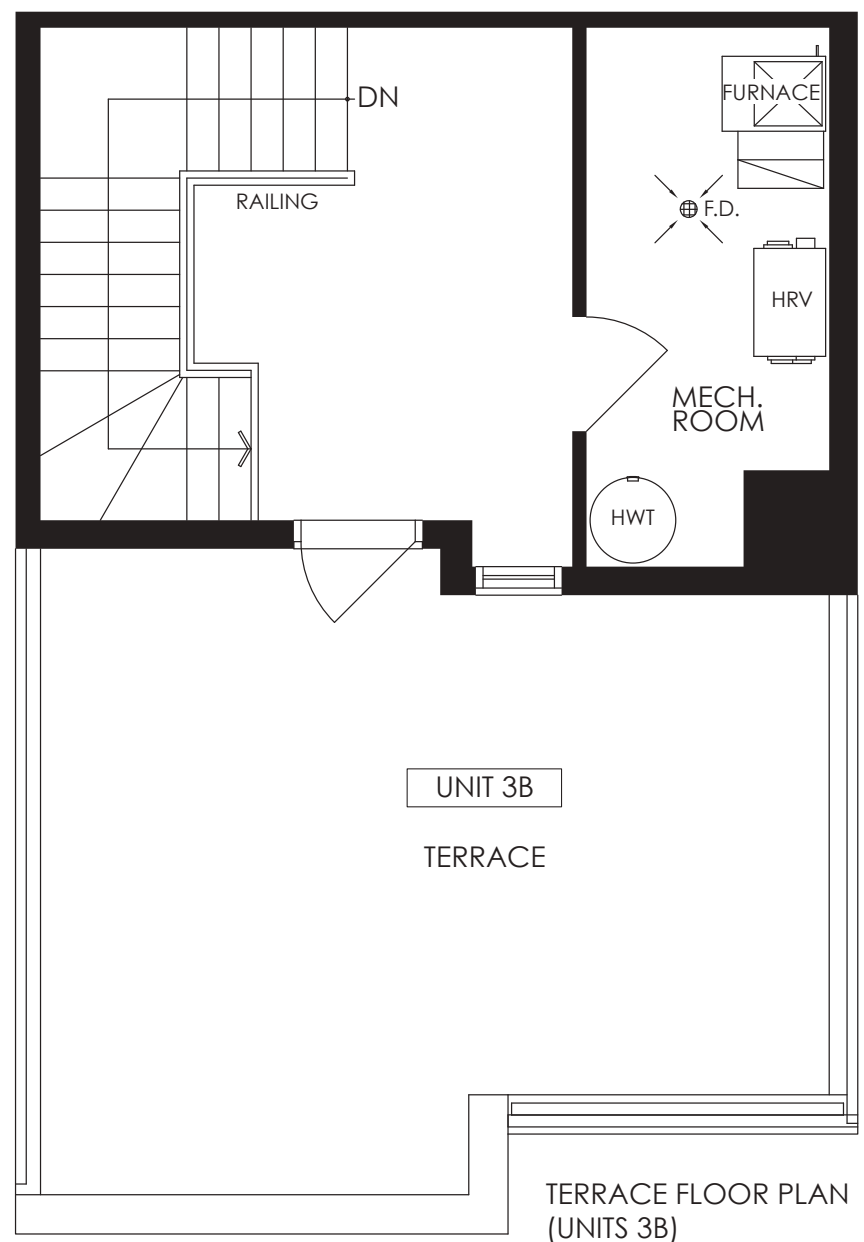 FURNACE
DN
RAILING
F.D.
HRV
MECH.
ROOM
HWT
UNIT 3B
TERRACE
TERRACE FLOOR PLAN
(UNITS 3B)